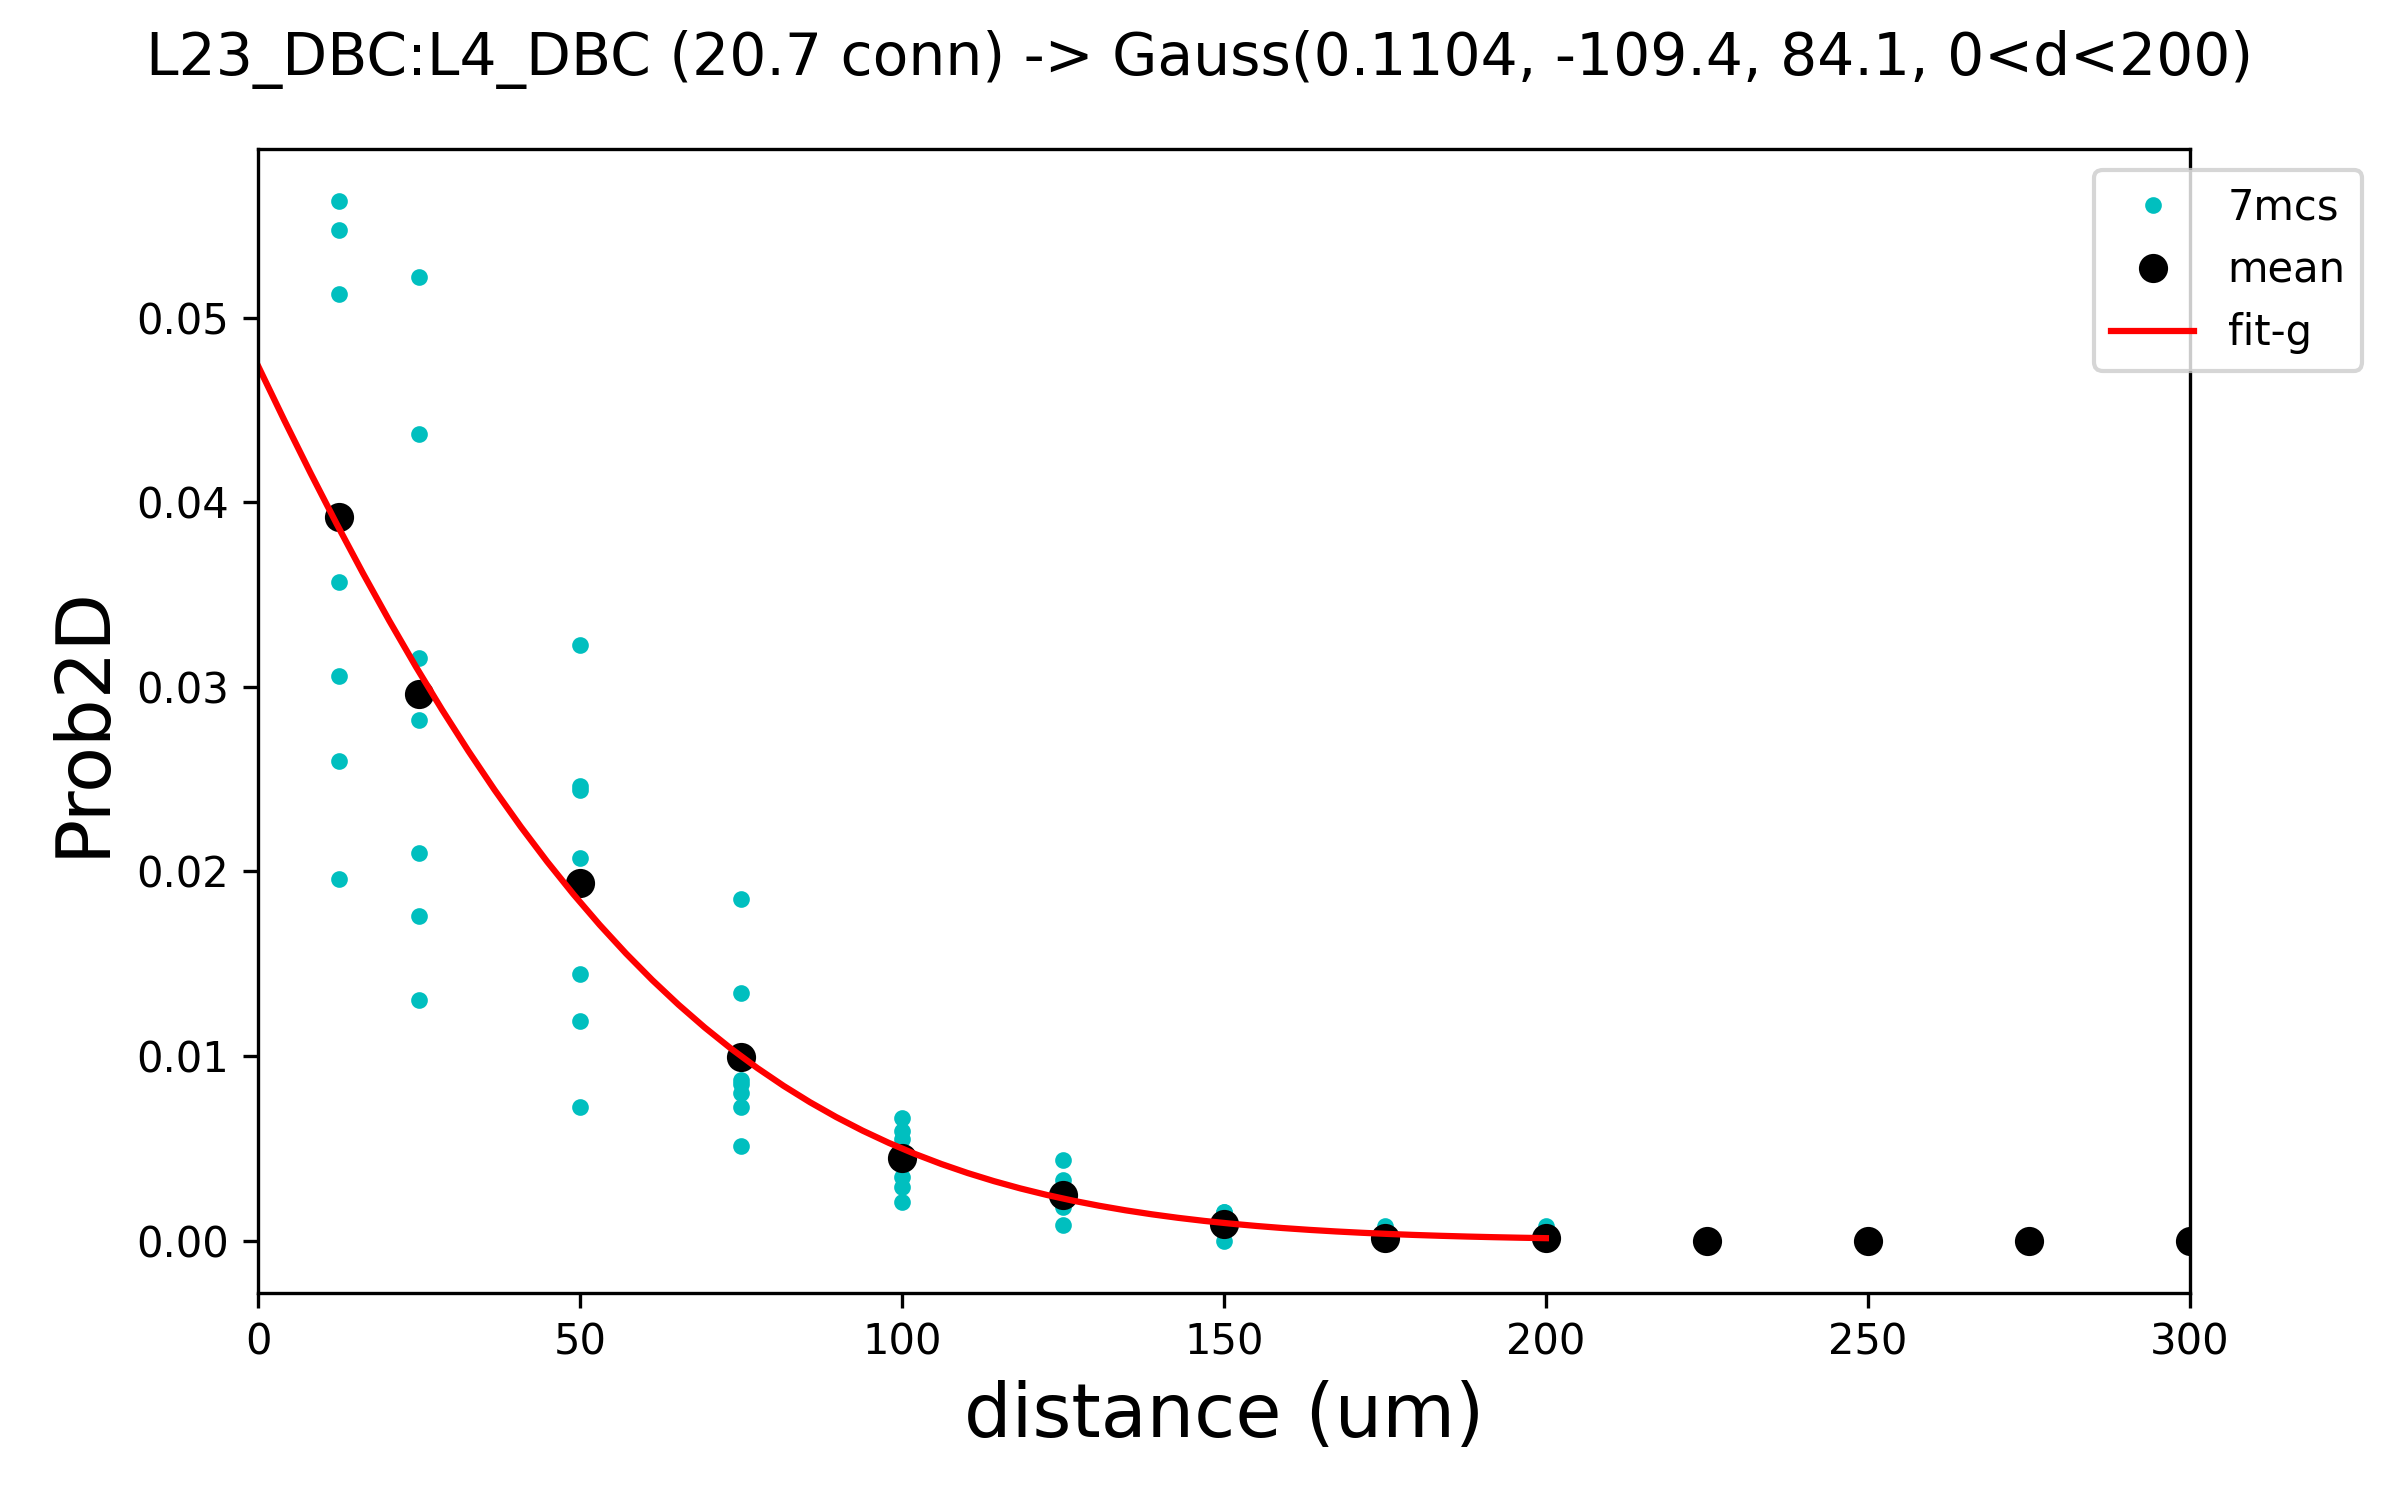 L23_DBC:L4_DBC (20.7 conn) -> Gauss(0.1104, -109.4, 84.1, 0<d<200)
7mcs
mean
fit-g
Prob2D
0.05
0.04
0.03
0.02
0.01
0.00
0 50 100 150 200 250 300
distance (um)